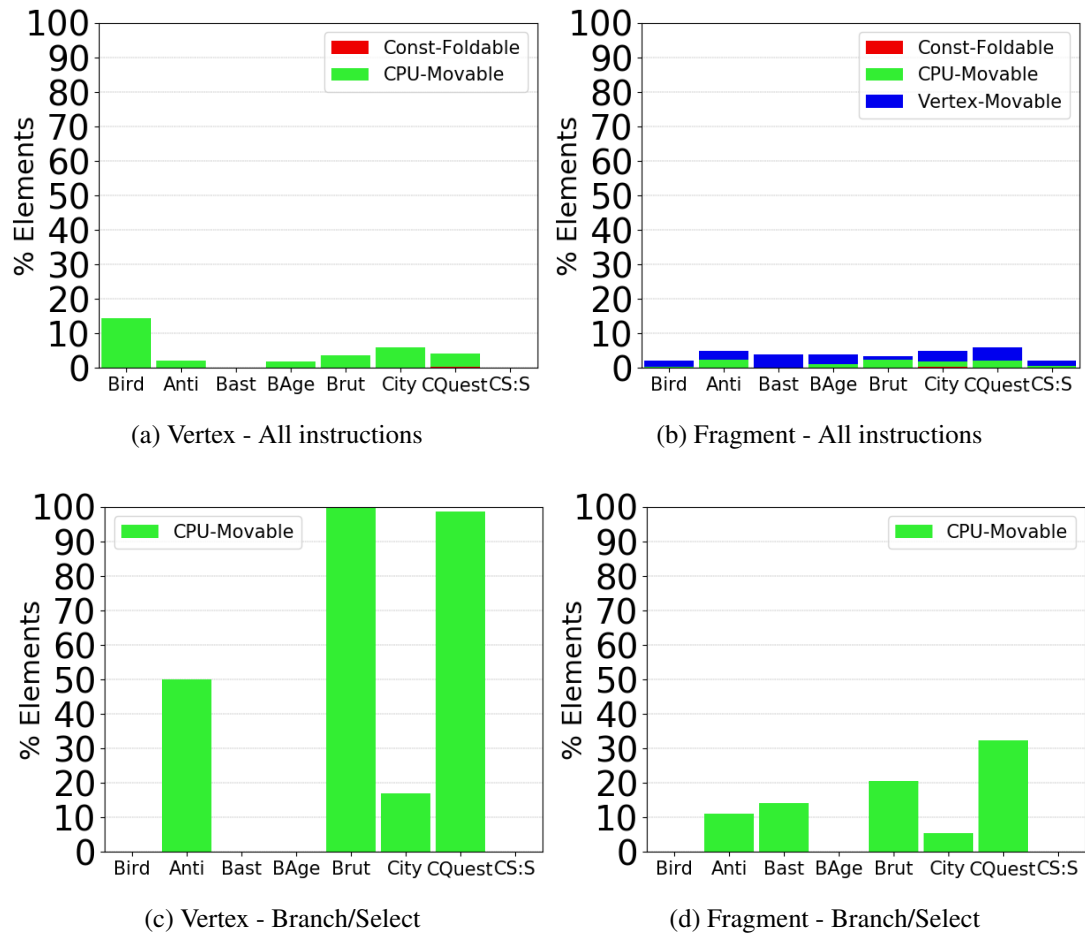 100
90
80
70
60
50
40
30
20
10
0
% Elements
Const-Foldable
CPU-Movable
Bird Anti Bast BAge Brut City CQuest CS:S
(a) Vertex - All instructions
100
90
80
70
60
50
40
30
20
10
0
% Elements
Const-Foldable
CPU-Movable
Vertex-Movable
Bird Anti Bast BAge Brut City CQuest CS:S
(b) Fragment - All instructions
100
90
80
70
60
50
40
30
20
10
0
% Elements
CPU-Movable
Bird Anti Bast BAge Brut City CQuest CS:S
(c) Vertex - Branch/Select
100
90
80
70
60
50
40
30
20
10
0
% Elements
CPU-Movable
Bird Anti Bast BAge Brut City CQuest CS:S
(d) Fragment - Branch/Select